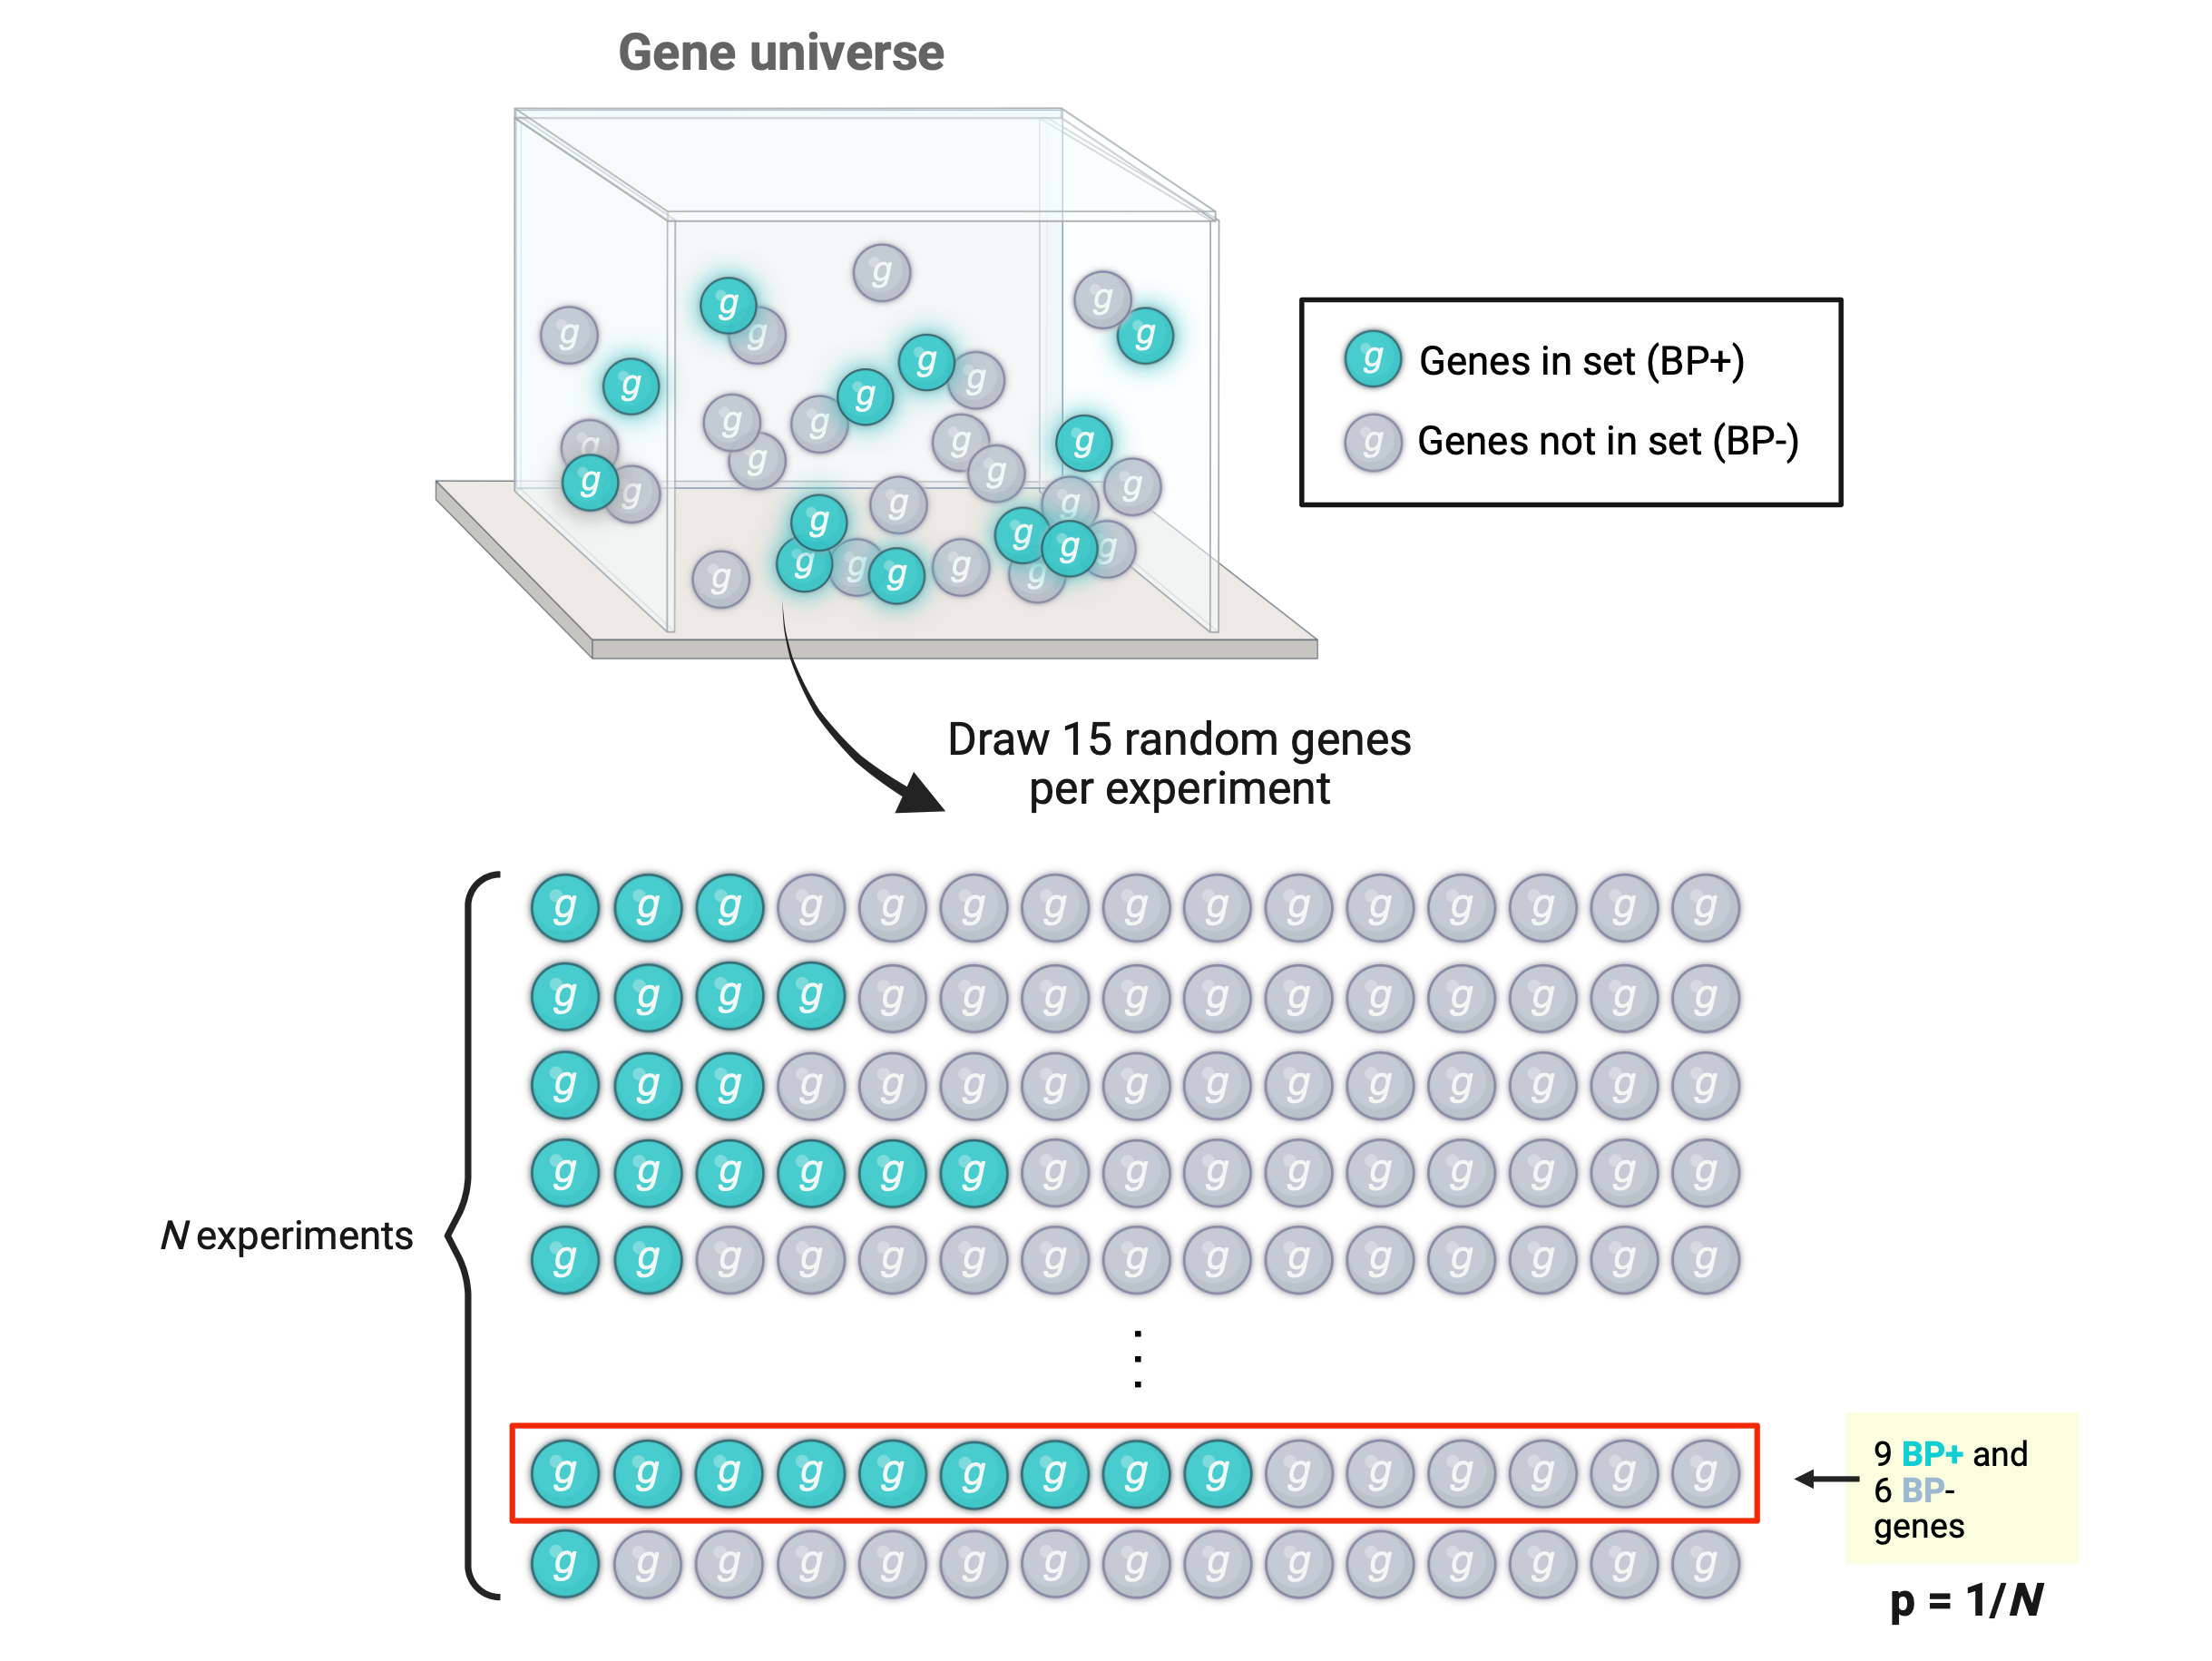 Gene universe
g g g g g g g g g g g g g g g g g g g g g g g g g g g g g g g g g g g g
g Genes in set (BP+)
g Genes not in set (BP-)
Draw 15 random genes
per experiment
g g g g g g g g g g g g g g g
g g g g g g g g g g g g g g g
g g g g g g g g g g g g g g g
g g g g g g g g g g g g g g g
N experiments
g g g g g g g g g g g g g g g
g g g g g g g g g g g g g g g
9 BP+ and
6 BP-
genes
g g g g g g g g g g g g g g g
p = 1/N